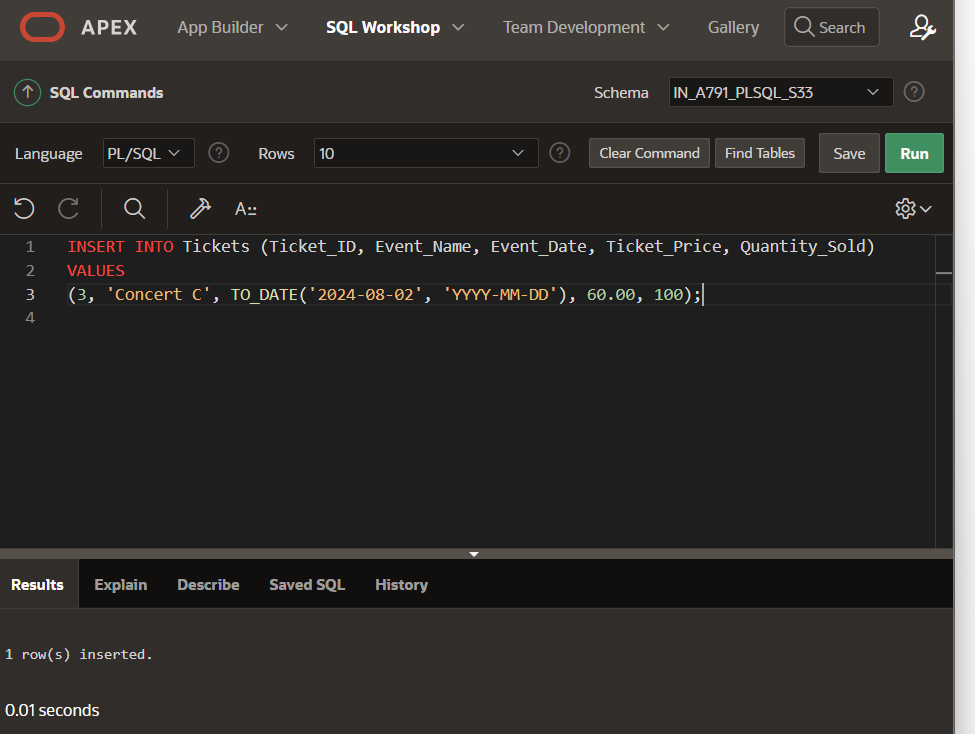 APEX App Builder SQL Workshop Team Development Gallery Search
SQL Commands Schema IN_A791_PLSQL_S33 ?
Language PL/SQL ? Rows 10 ? Clear Command Find Tables Save Run
A::
1 INSERT INTO Tickets (Ticket_ID, Event_Name, Event_Date, Ticket_Price, Quantity_Sold)
2 VALUES
3 (3, 'Concert C', TO_DATE('2024-08-02', 'YYYY-MM-DD'), 60.00, 100);
4
Results Explain Describe Saved SQL History
1 row(s) inserted.
0.01 seconds